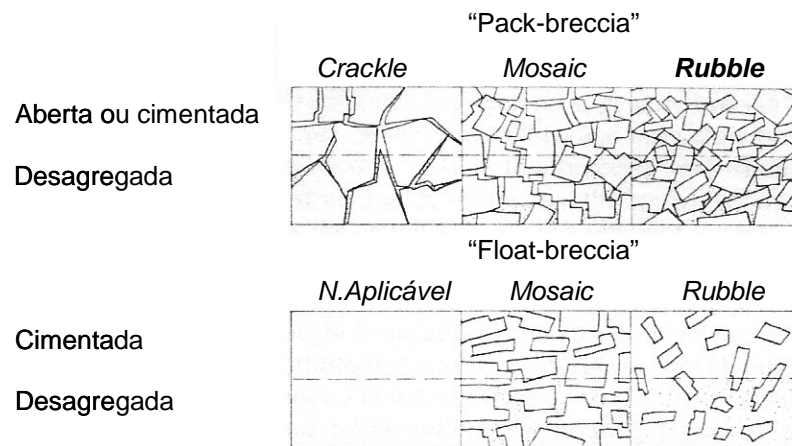 “Pack-breccia”
Crackle Mosaic Rubble
Aberta ou cimentada
Desagregada
“Float-breccia”
N.Aplicável Mosaic Rubble
Cimentada
Desagregada